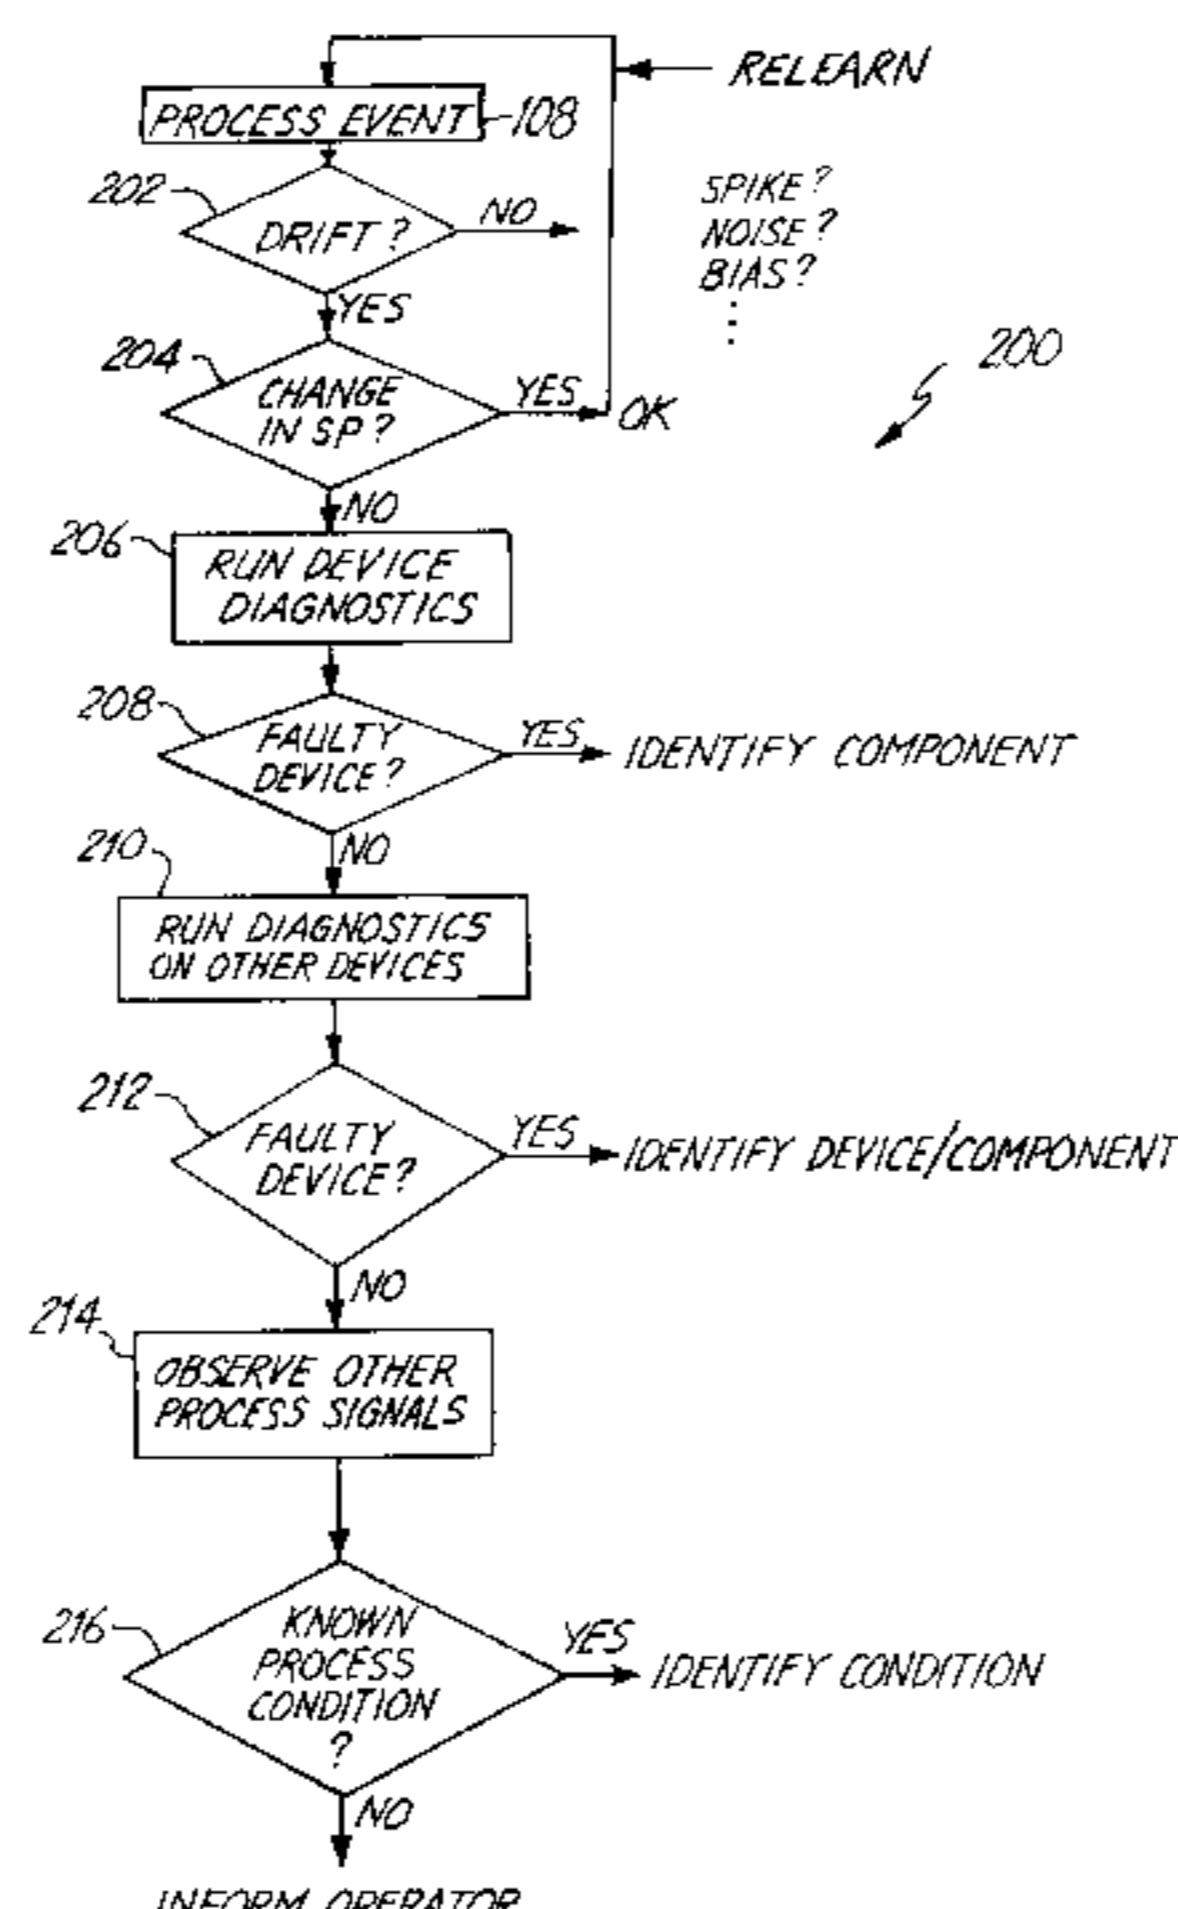 RELEARN
PROCESS EVENT 108
202
DRIFT? NO
SPIKE?
NOISE?
BIAS?
YES
200
204
CHANGE
IN SP?
YES OK
NO
206
RUN DEVICE
DIAGNOSTICS
208
FAULTY
DEVICE?
YES IDENTIFY COMPONENT
NO
210
RUN DIAGNOSTICS
ON OTHER DEVICES
212
FAULTY
DEVICE?
YES IDENTIFY DEVICE/COMPONENT
NO
214
OBSERVE OTHER
PROCESS SIGNALS
216
KNOWN
PROCESS
CONDITION
?
YES IDENTIFY CONDITION
NO
INFORM OPERATOR